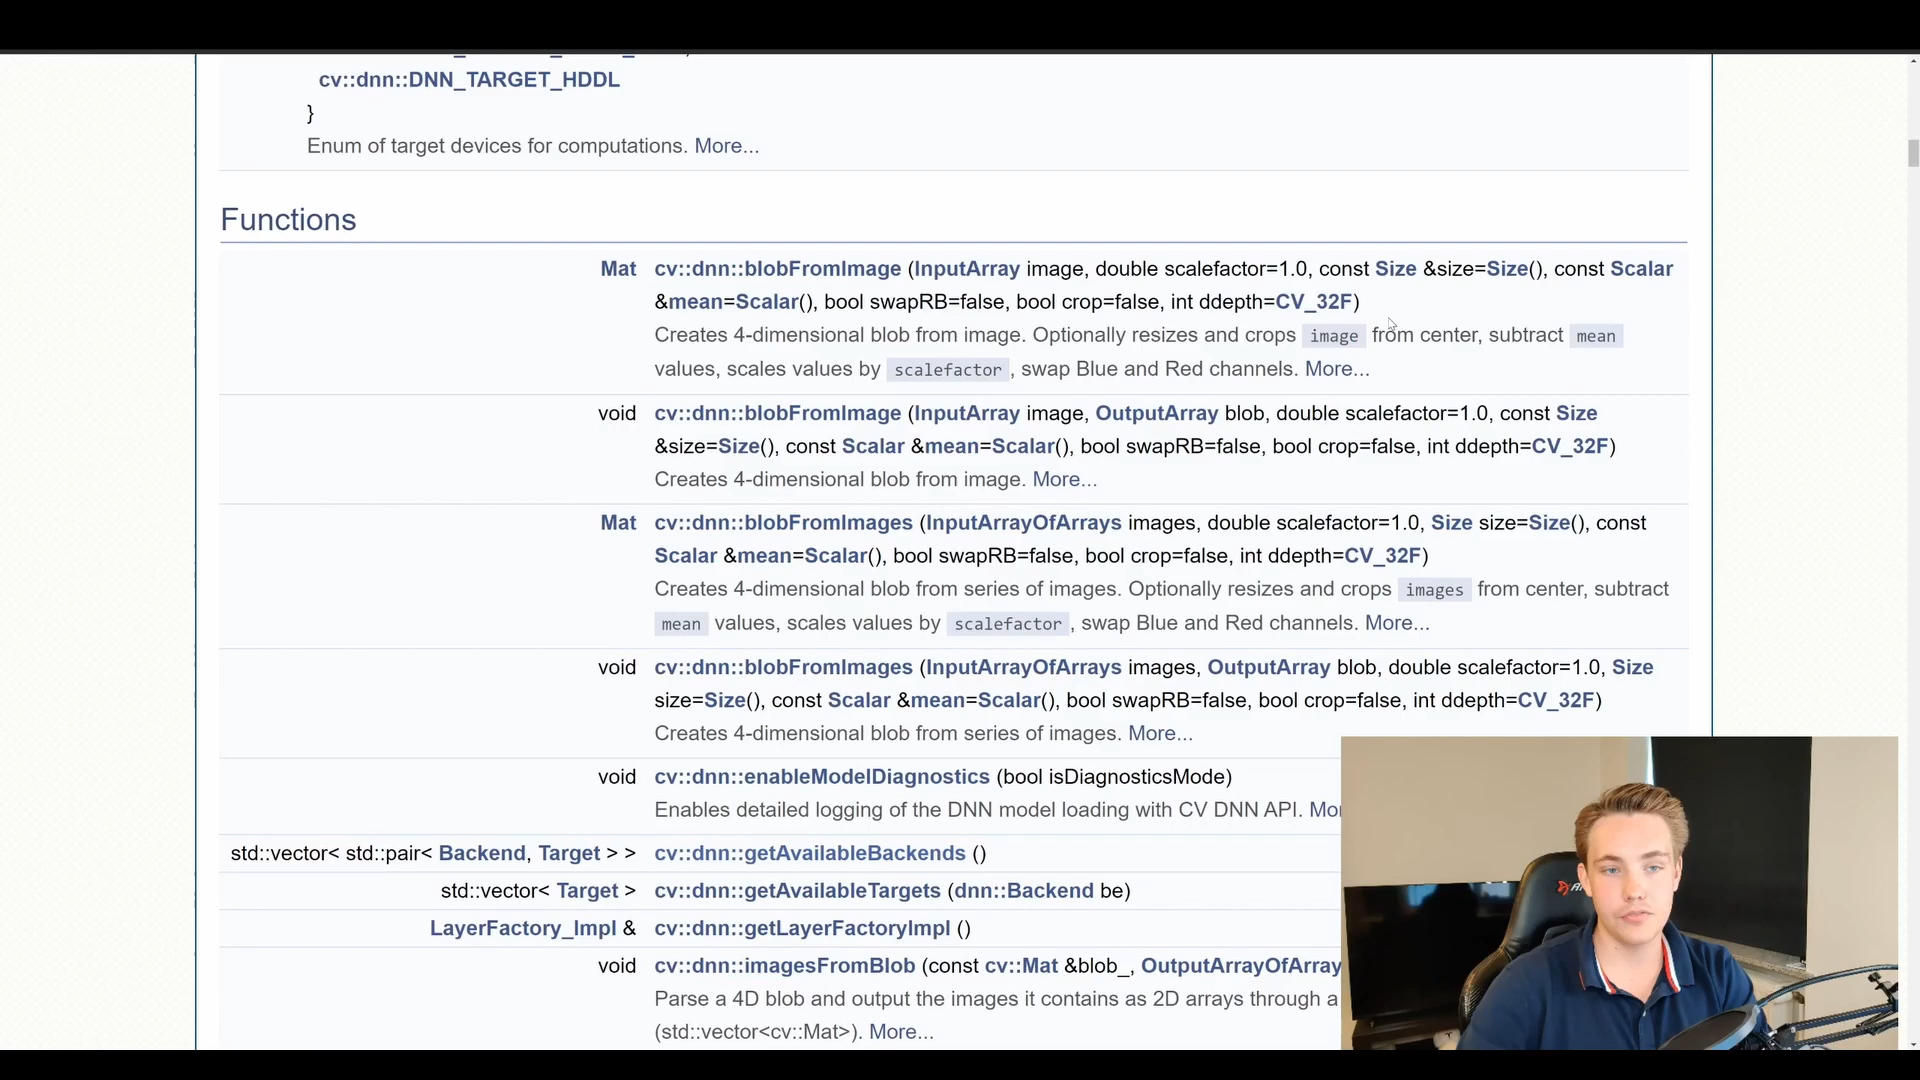 cv::dnn::DNN_TARGET_HDDL
}
Enum of target devices for computations. More...
Functions
Mat cv::dnn::blobFromImage (InputArray image, double scalefactor=1.0, const Size &size=Size(), const Scalar
&mean=Scalar(), bool swapRB=false, bool crop=false, int ddepth=CV_32F)
Creates 4-dimensional blob from image. Optionally resizes and crops image from center, subtract mean
values, scales values by scalefactor, swap Blue and Red channels. More...
void cv::dnn::blobFromImage (InputArray image, OutputArray blob, double scalefactor=1.0, const Size
&size=Size(), const Scalar &mean=Scalar(), bool swapRB=false, bool crop=false, int ddepth=CV_32F)
Creates 4-dimensional blob from image. More...
Mat cv::dnn::blobFromImages (InputArrayOfArrays images, double scalefactor=1.0, Size size=Size(), const
Scalar &mean=Scalar(), bool swapRB=false, bool crop=false, int ddepth=CV_32F)
Creates 4-dimensional blob from series of images. Optionally resizes and crops images from center, subtract
mean values, scales values by scalefactor, swap Blue and Red channels. More...
void cv::dnn::blobFromImages (InputArrayOfArrays images, OutputArray blob, double scalefactor=1.0, Size
size=Size(), const Scalar &mean=Scalar(), bool swapRB=false, bool crop=false, int ddepth=CV_32F)
Creates 4-dimensional blob from series of images. More...
void cv::dnn::enableModelDiagnostics (bool isDiagnosticsMode)
Enables detailed logging of the DNN model loading with CV DNN API.
std::vector< std::pair< Backend, Target > > cv::dnn::getAvailableBackends ()
std::vector< Target > cv::dnn::getAvailableTargets (dnn::Backend be)
LayerFactory_Impl & cv::dnn::getLayerFactoryImpl ()
void cv::dnn::imagesFromBlob (const cv::Mat &blob_, OutputArrayOfArray
Parse a 4D blob and output the images it contains as 2D arrays through a
(std::vector<cv::Mat>). More...